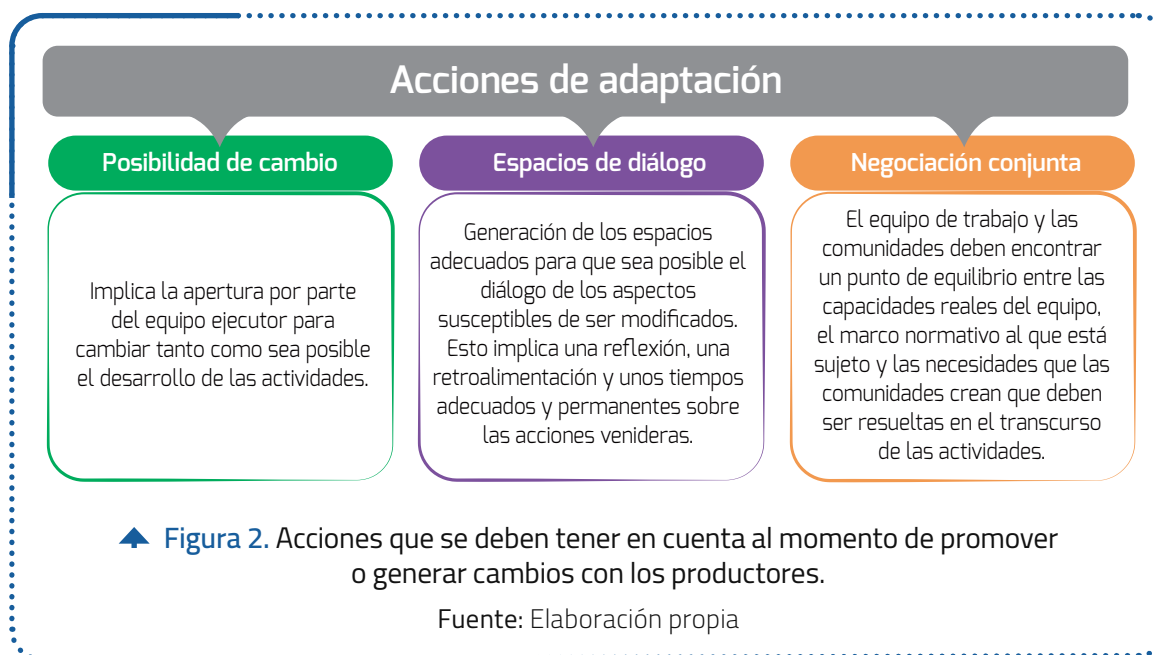 Acciones de adaptación
Posibilidad de cambio
Implica la apertura por parte
del equipo ejecutor para
cambiar tanto como sea posible
el desarrollo de las actividades.
Espacios de diálogo
Generación de los espacios
adecuados para que sea posible el
diálogo de los aspectos
susceptibles de ser modificados.
Esto implica una reflexión, una
retroalimentación y unos tiempos
adecuados y permanentes sobre
las acciones venideras.
Negociación conjunta
El equipo de trabajo y las
comunidades deben encontrar
un punto de equilibrio entre las
capacidades reales del equipo,
el marco normativo al que está
sujeto y las necesidades que las
comunidades crean que deben
ser resueltas en el transcurso
de las actividades.
Figura 2. Acciones que se deben tener en cuenta al momento de promover
o generar cambios con los productores.
Fuente: Elaboración propia